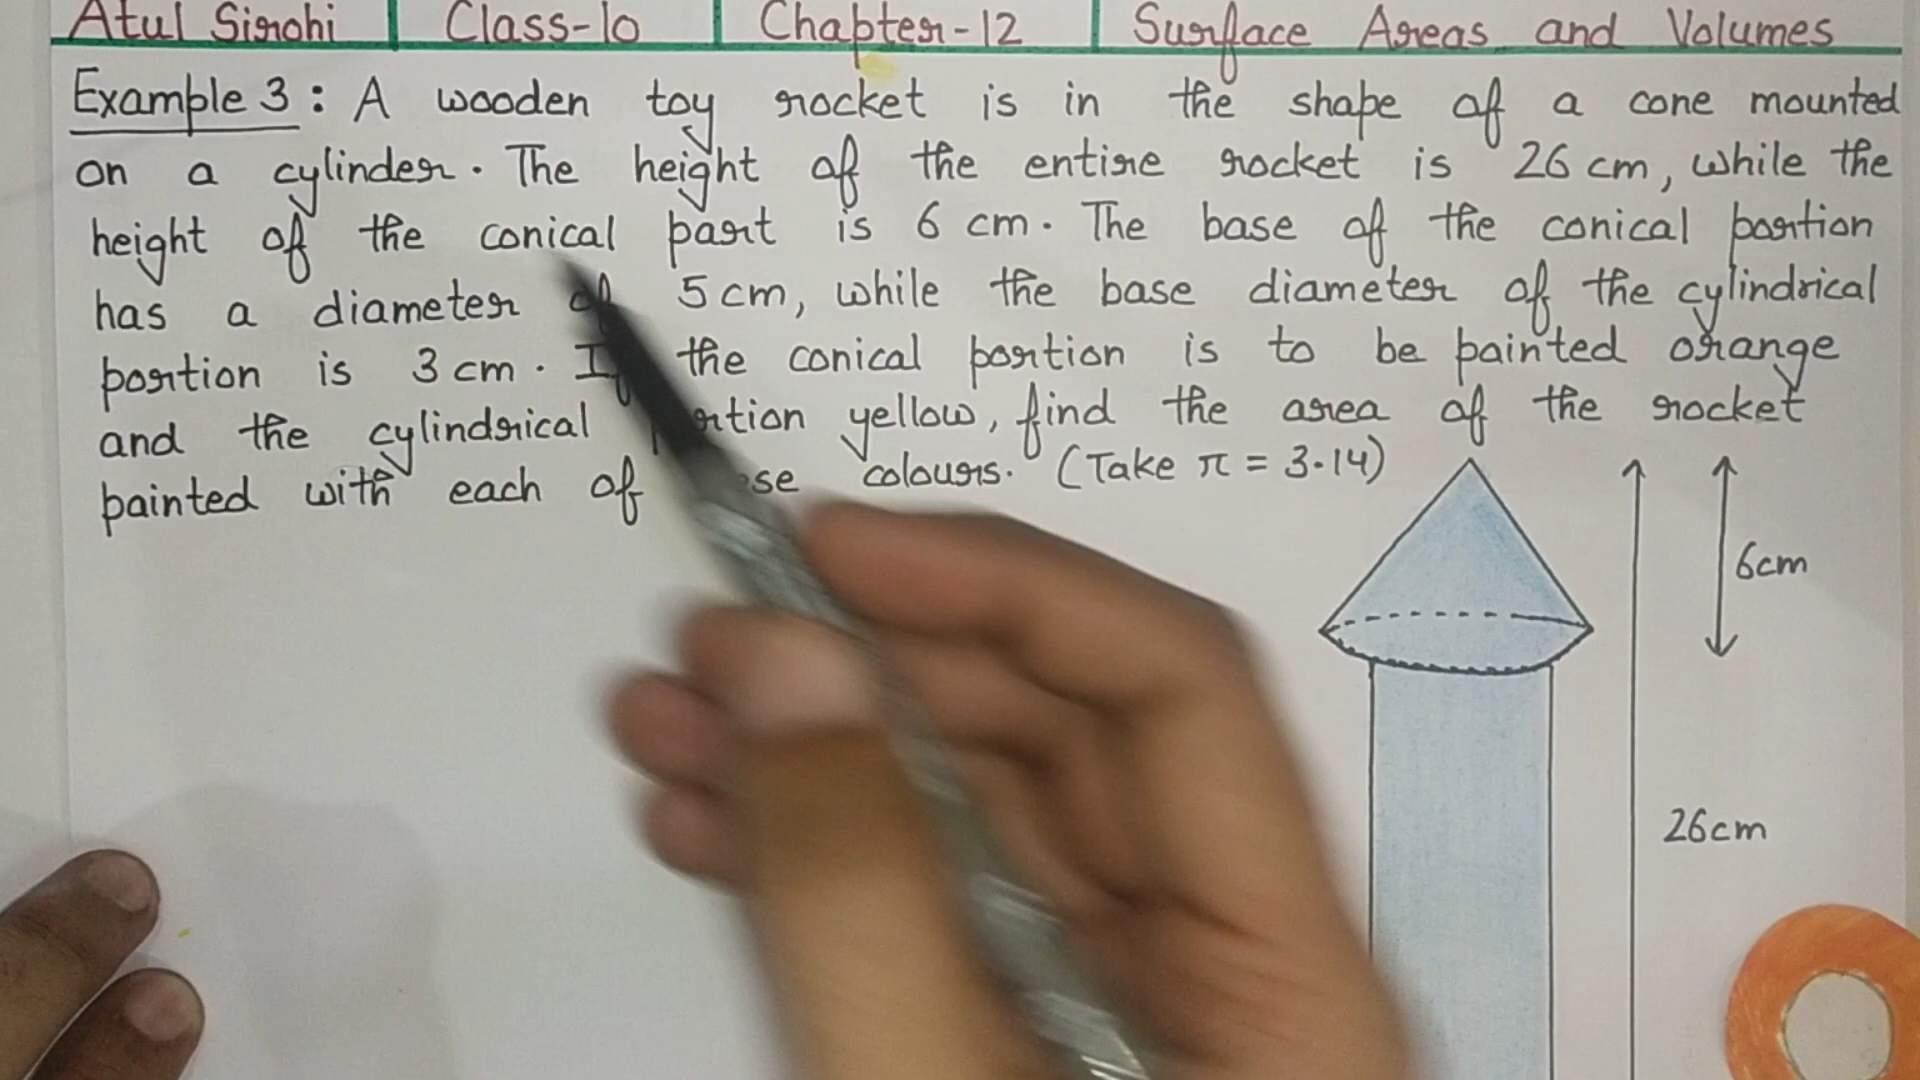 Atul Sirohi Class-10 Chapter-12 Surface Areas and Volumes
Example 3 : A wooden toy rocket is in the shape of a cone mounted
on a cylinder. The height of the entire rocket is 26 cm, while the
height of the conical part is 6 cm. The base of the conical portion
has a diameter of 5 cm, while the base diameter of the cylindrical
portion is 3 cm. If the conical portion is to be painted orange
and the cylindrical yellow, find the area of the rocket
painted with each of colours. (Take π = 3.14)
6cm
26cm